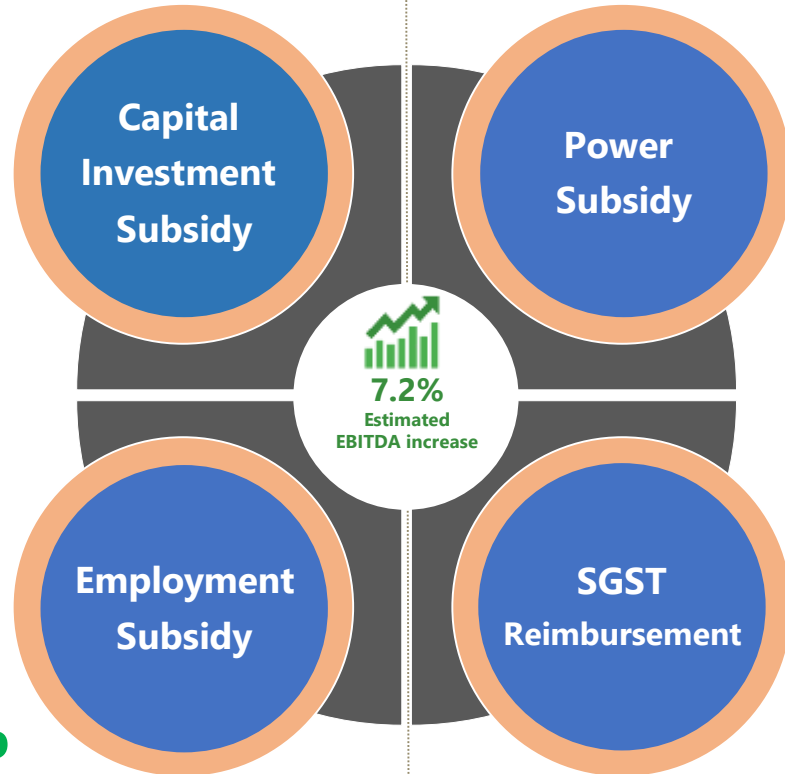 Capital
Investment
Subsidy
Power
Subsidy
7.2%
Estimated
EBITDA increase
Employment
Subsidy
SGST
Reimbursement